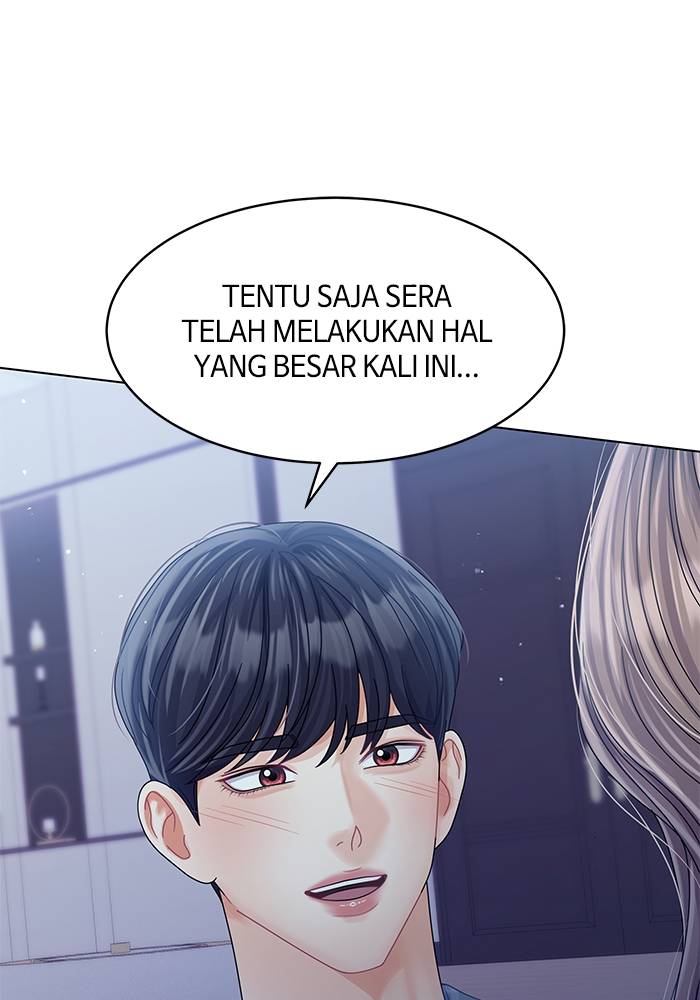 TENTU SAJA SERA
TELAH MELAKUKAN HAL
YANG BESAR KALI INI...